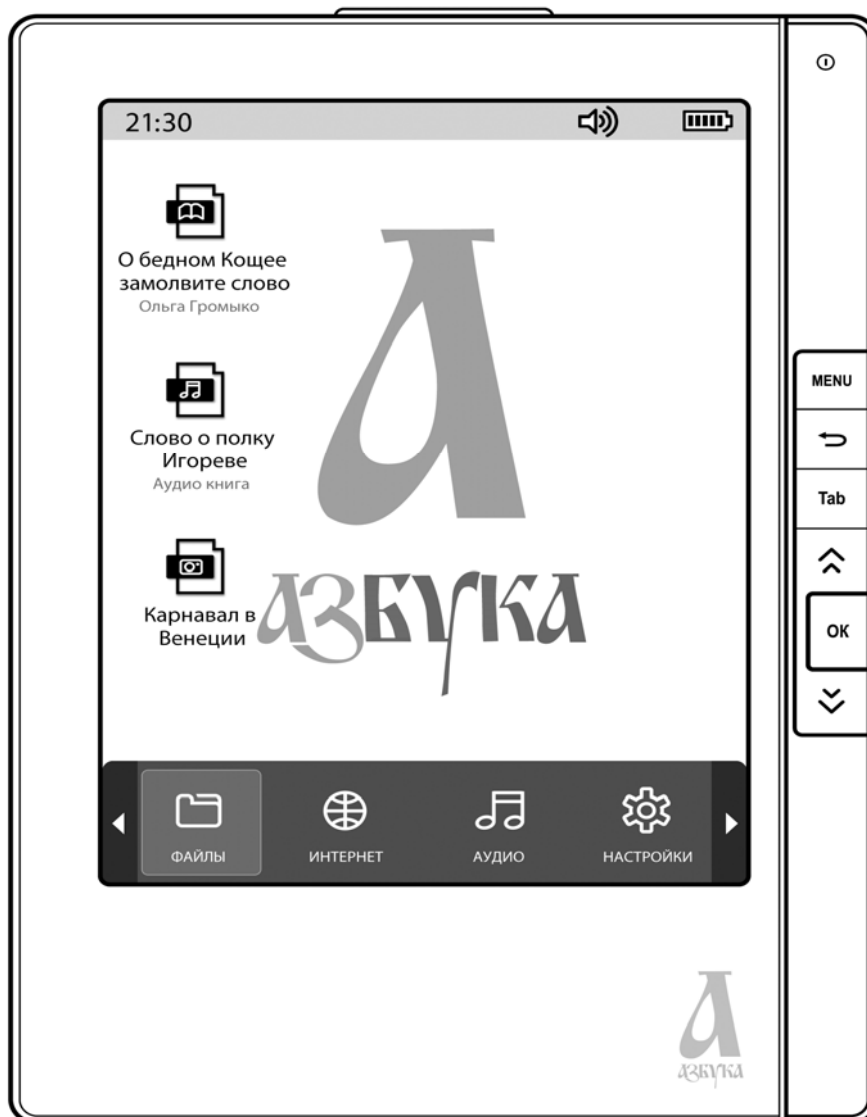 21:30
О бедном Кощее
замолвите слово
Ольга Громыко
Слово о полку
Игореве
Аудио книга
Карнавал в
Венеции
А
АЗБУКА
ФАЙЛЫ
ИНТЕРНЕТ
АУДИО
НАСТРОЙКИ
MENU
Tab
OK
А
АЗБУКА